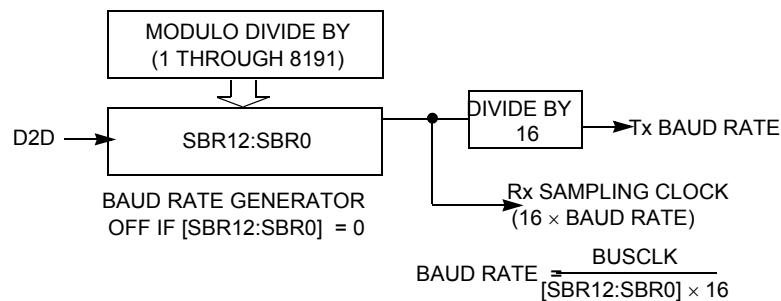 MODULO DIVIDE BY
(1 THROUGH 8191)
D2D
SBR12:SBR0
DIVIDE BY
16
Tx BAUD RATE
BAUD RATE GENERATOR
OFF IF [SBR12:SBR0] = 0
Rx SAMPLING CLOCK
(16 × BAUD RATE)
BAUD RATE =
BUSCLK
[SBR12:SBR0] × 16